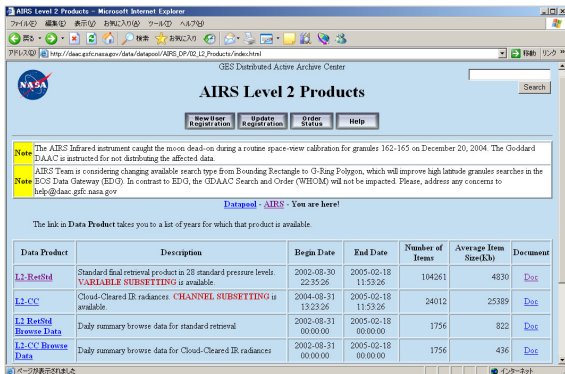 AIRS Level 2 Products - Microsoft Internet Explorer
ファイル(F) 編集(E) 表示(V) お気に入り(A) ツール(T) ヘルプ(H)
戻る 検索 お気に入り
アドレス(D) http://daac.gsfc.nasa.gov/data/datapool/AIRS_DP/02_L2_Products/index.html 移動 リンク
GES Distributed Active Archive Center
NASA
AIRS Level 2 Products
Search
New User Registration Update Registration Order Status Help
Note The AIRS Infrared instrument caught the moon dead-on during a routine space-view calibration for granules 162-165 on December 20, 2004. The Goddard
DAAC is instructed for not distributing the affected data.
Note AIRS Team is considering changing available search type from Bounding Rectangle to G-Ring Polygon, which will improve high latitude granules searches in the
EOS Data Gateway (EDG). In contrast to EDG, the GDAAC Search and Order (WHOM) will not be impacted. Please, address any concerns to
help@daac.gsfc.nasa.gov
Datapool - AIRS - You are here!
The link in Data Product takes you to a list of years for which that product is available.
Data Product Description Begin Date End Date Number of Items Average Item Size(Kb) Document
L2-RetStd Standard final retrieval product in 28 standard pressure levels. VARIABLE SUBSETTING is available. 2002-08-30 22:35:26 2005-02-18 11:53:26 104261 4830 Doc
L2-CC Cloud-Cleared IR radiances. CHANNEL SUBSETTING is available. 2004-08-31 13:23:26 2005-02-18 11:53:26 24012 25389 Doc
L2 RetStd Browse Data Daily summary browse data for standard retrieval 2002-08-31 00:00:00 2005-02-18 00:00:00 1756 822 Doc
L2-CC Browse Data Daily summary browse data for Cloud-Cleared IR radiances 2002-08-31 00:00:00 2005-02-18 00:00:00 1756 436 Doc
ページが表示されました インターネット